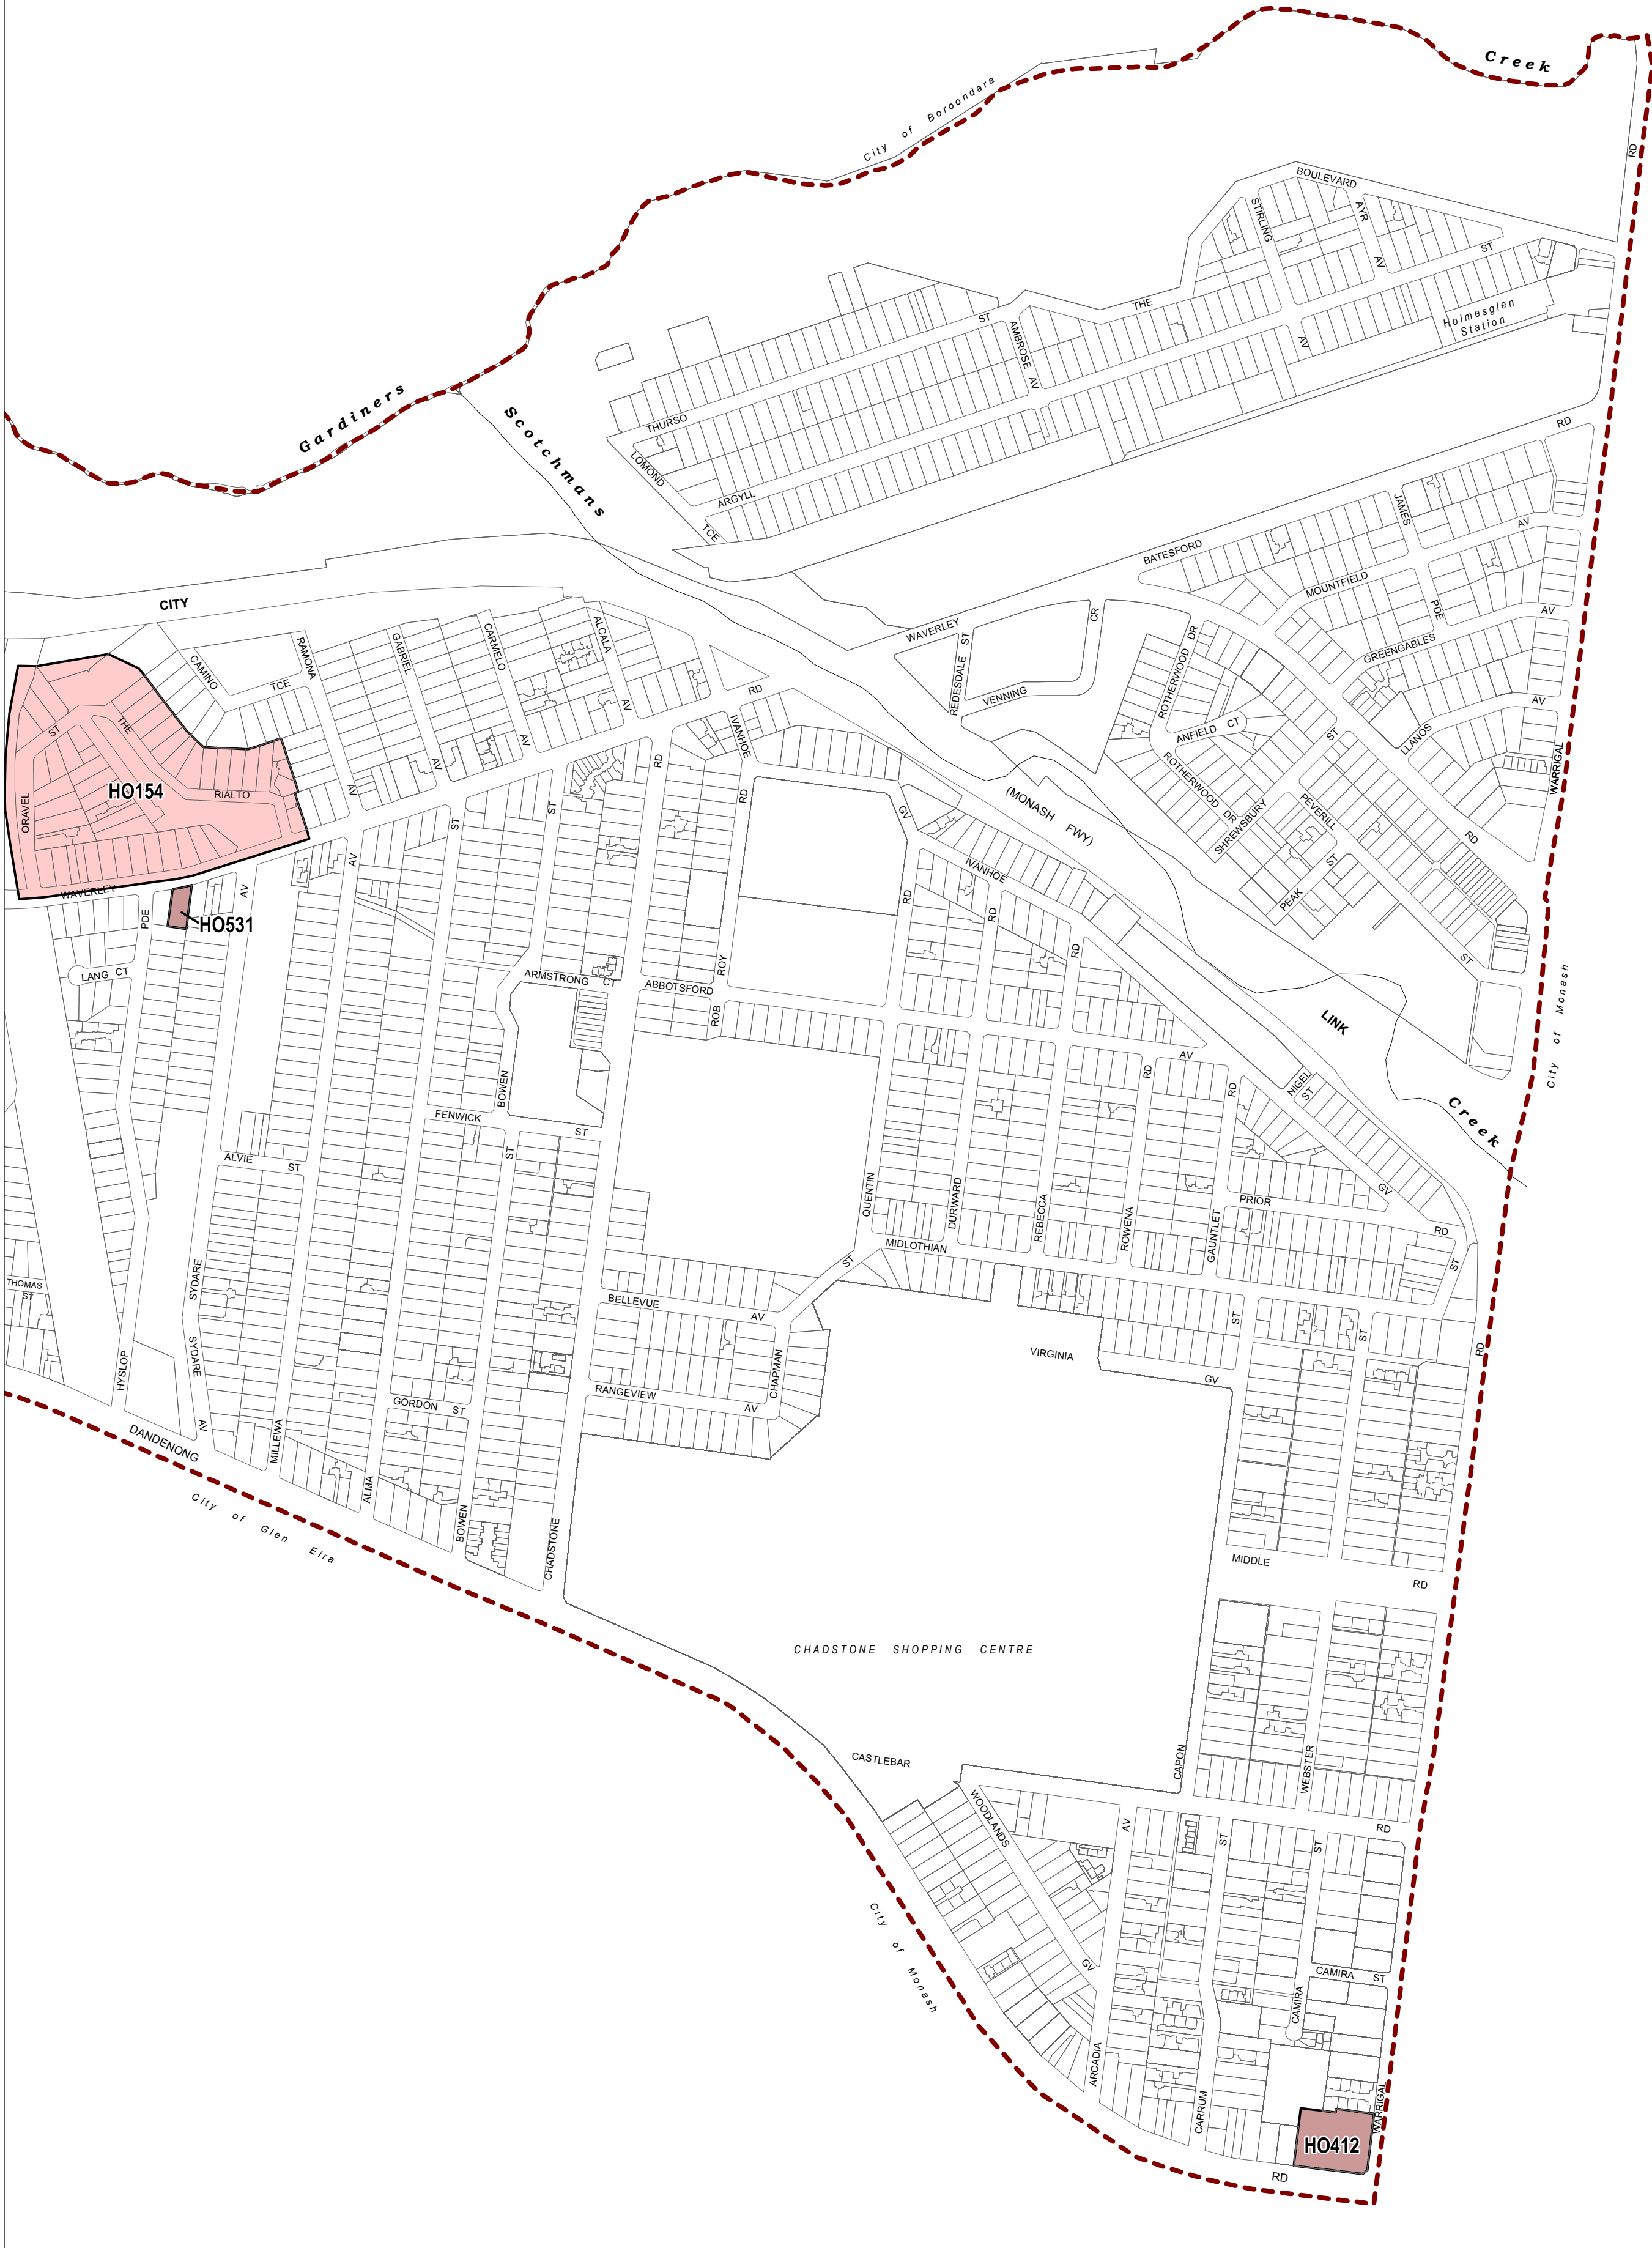 Creek
City of Boroondara
RD
BOULEVARD
STIRLING
AYR
ST
AV
THE
Holmesglen
Station
ST
AMBROSE
AV
AV
Gardiners
Scotchmans
THURSO
LOMOND
ARGYLL
TCE
RD
JAMES
AV
BATESFORD
MOUNTFIELD
PDE
AV
CITY
WAVERLEY
REDESDALE ST
CR
VENNING
ROTHERWOOD DR
GREENGABLES
ANFIELD CT
AV
LLANOS
ST
WARRIGAL
ROTHERWOOD DR
SHREWSBURY
PEVERILL
RD
PEAK ST
ST
RAMONA
GABRIEL
CARMELO
ALCALA
CAMINO
TCE
AV
RD
IVANHOE
ST
THE
AV
AV
RD
HO154
RIALTO
ORAVEL
AV
ST
ST
RD
GV
(MONASH FWY)
IVANHOE
WAVERLEY
AV
AV
PDE
HO531
RD
RD
RD
LANG CT
ARMSTRONG CT
ABBOTSFORD
ROY
ROB
LINK
City of Monash
AV
RD
RD
NIGEL
ST
Creek
BOWEN
FENWICK
ST
ST
ALVIE ST
QUENTIN
DURWARD
REBECCA
ROWENA
GAUNTLET
PRIOR
GV
RD
ST
MIDLOTHIAN
ST
THOMAS
ST
SYDARE
BELLEVUE
AV
ST
ST
RD
VIRGINIA
GV
HYSLOP
SYDARE
AV
CHAPMAN
RANGEVIEW
AV
GORDON ST
DANDENONG
MILLEWA
ALMA
BOWEN
CHADSTONE
City of Glen Eira
MIDDLE
RD
CHADSTONE SHOPPING CENTRE
CASTLEBAR
CAPON
WEBSTER
WOODLANDS
AV
ST
ST
RD
City of Monash
GV
CAMIRA ST
CAMIRA
ARCADIA
CARRUM
WARRIGAL
HO412
RD